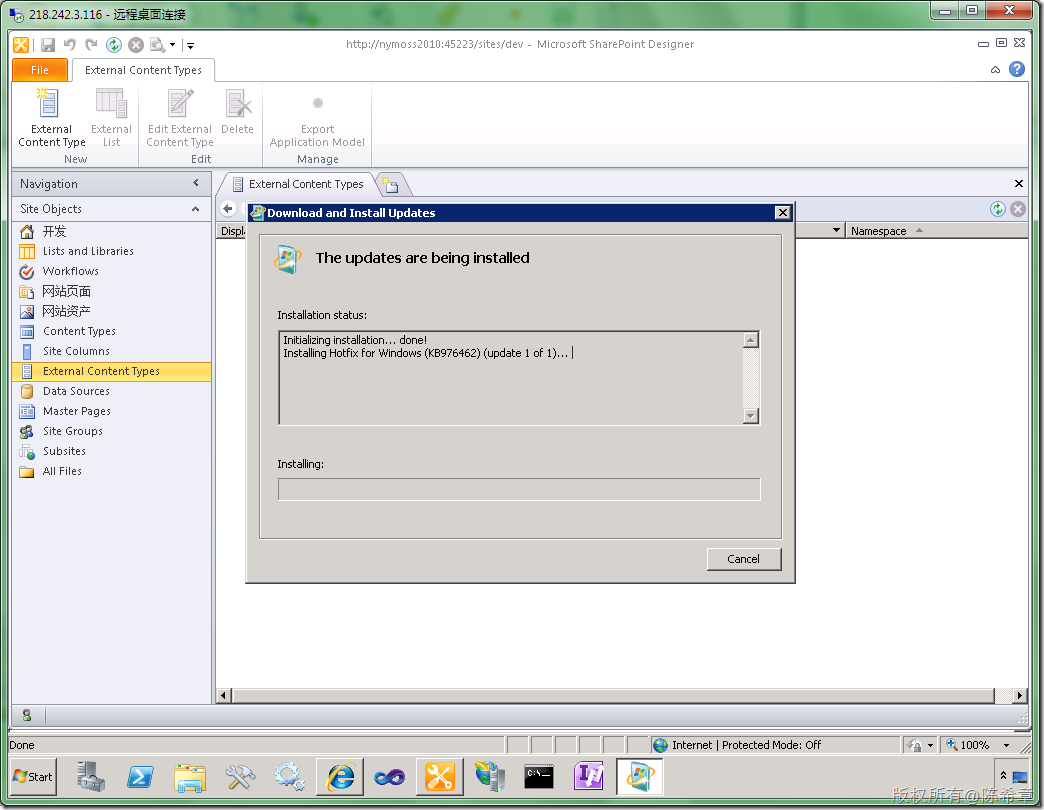 218.242.3.116 - 远程桌面连接
http://nymoss2010:45223/sites/dev - Microsoft SharePoint Designer
File
External Content Types
External Content Type
External List
Edit External Content Type
Delete
Export Application Model
New
Edit
Manage
Navigation
External Content Types
Site Objects
开发
Lists and Libraries
Workflows
网站页面
网站资产
Content Types
Site Columns
External Content Types
Data Sources
Master Pages
Site Groups
Subsites
All Files
Displ
Namespace
Download and Install Updates
The updates are being installed
Installation status:
Initializing installation... done!
Installing Hotfix for Windows (KB976462) (update 1 of 1)...
Installing:
Cancel
Done
Internet | Protected Mode: Off
100%
Start
版权所有@陈希章